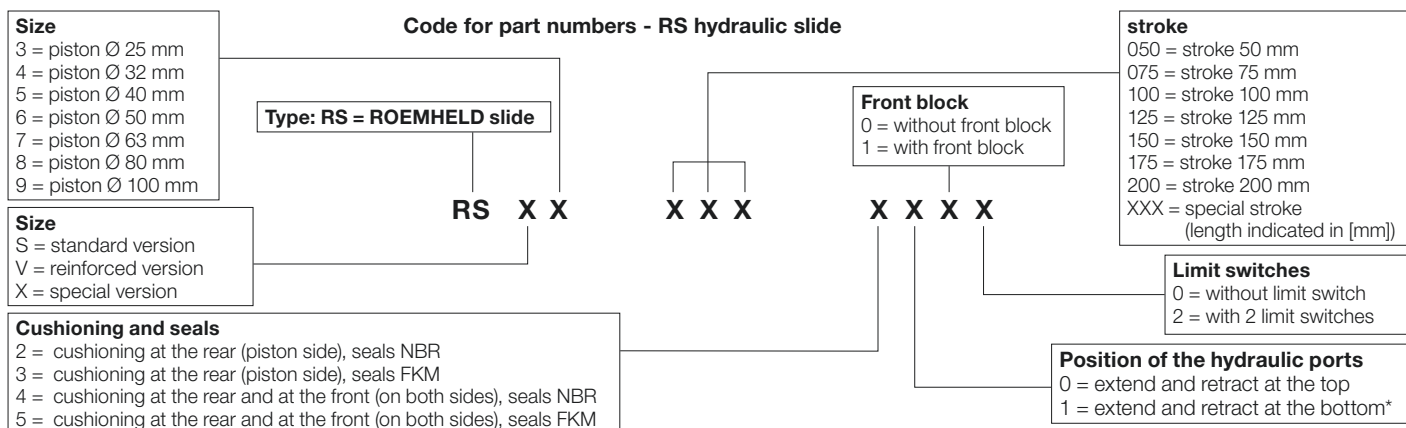 Code for part numbers - RS hydraulic slide
Size
3 = piston Ø 25 mm
4 = piston Ø 32 mm
5 = piston Ø 40 mm
6 = piston Ø 50 mm
7 = piston Ø 63 mm
8 = piston Ø 80 mm
9 = piston Ø 100 mm
Type: RS = ROEMHELD slide
Front block
0 = without front block
1 = with front block
stroke
050 = stroke 50 mm
075 = stroke 75 mm
100 = stroke 100 mm
125 = stroke 125 mm
150 = stroke 150 mm
175 = stroke 175 mm
200 = stroke 200 mm
XXX = special stroke
(length indicated in [mm])
RS X X X X X X X X X
Size
S = standard version
V = reinforced version
X = special version
Limit switches
0 = without limit switch
2 = with 2 limit switches
Cushioning and seals
2 = cushioning at the rear (piston side), seals NBR
3 = cushioning at the rear (piston side), seals FKM
4 = cushioning at the rear and at the front (on both sides), seals NBR
5 = cushioning at the rear and at the front (on both sides), seals FKM
Position of the hydraulic ports
0 = extend and retract at the top
1 = extend and retract at the bottom*